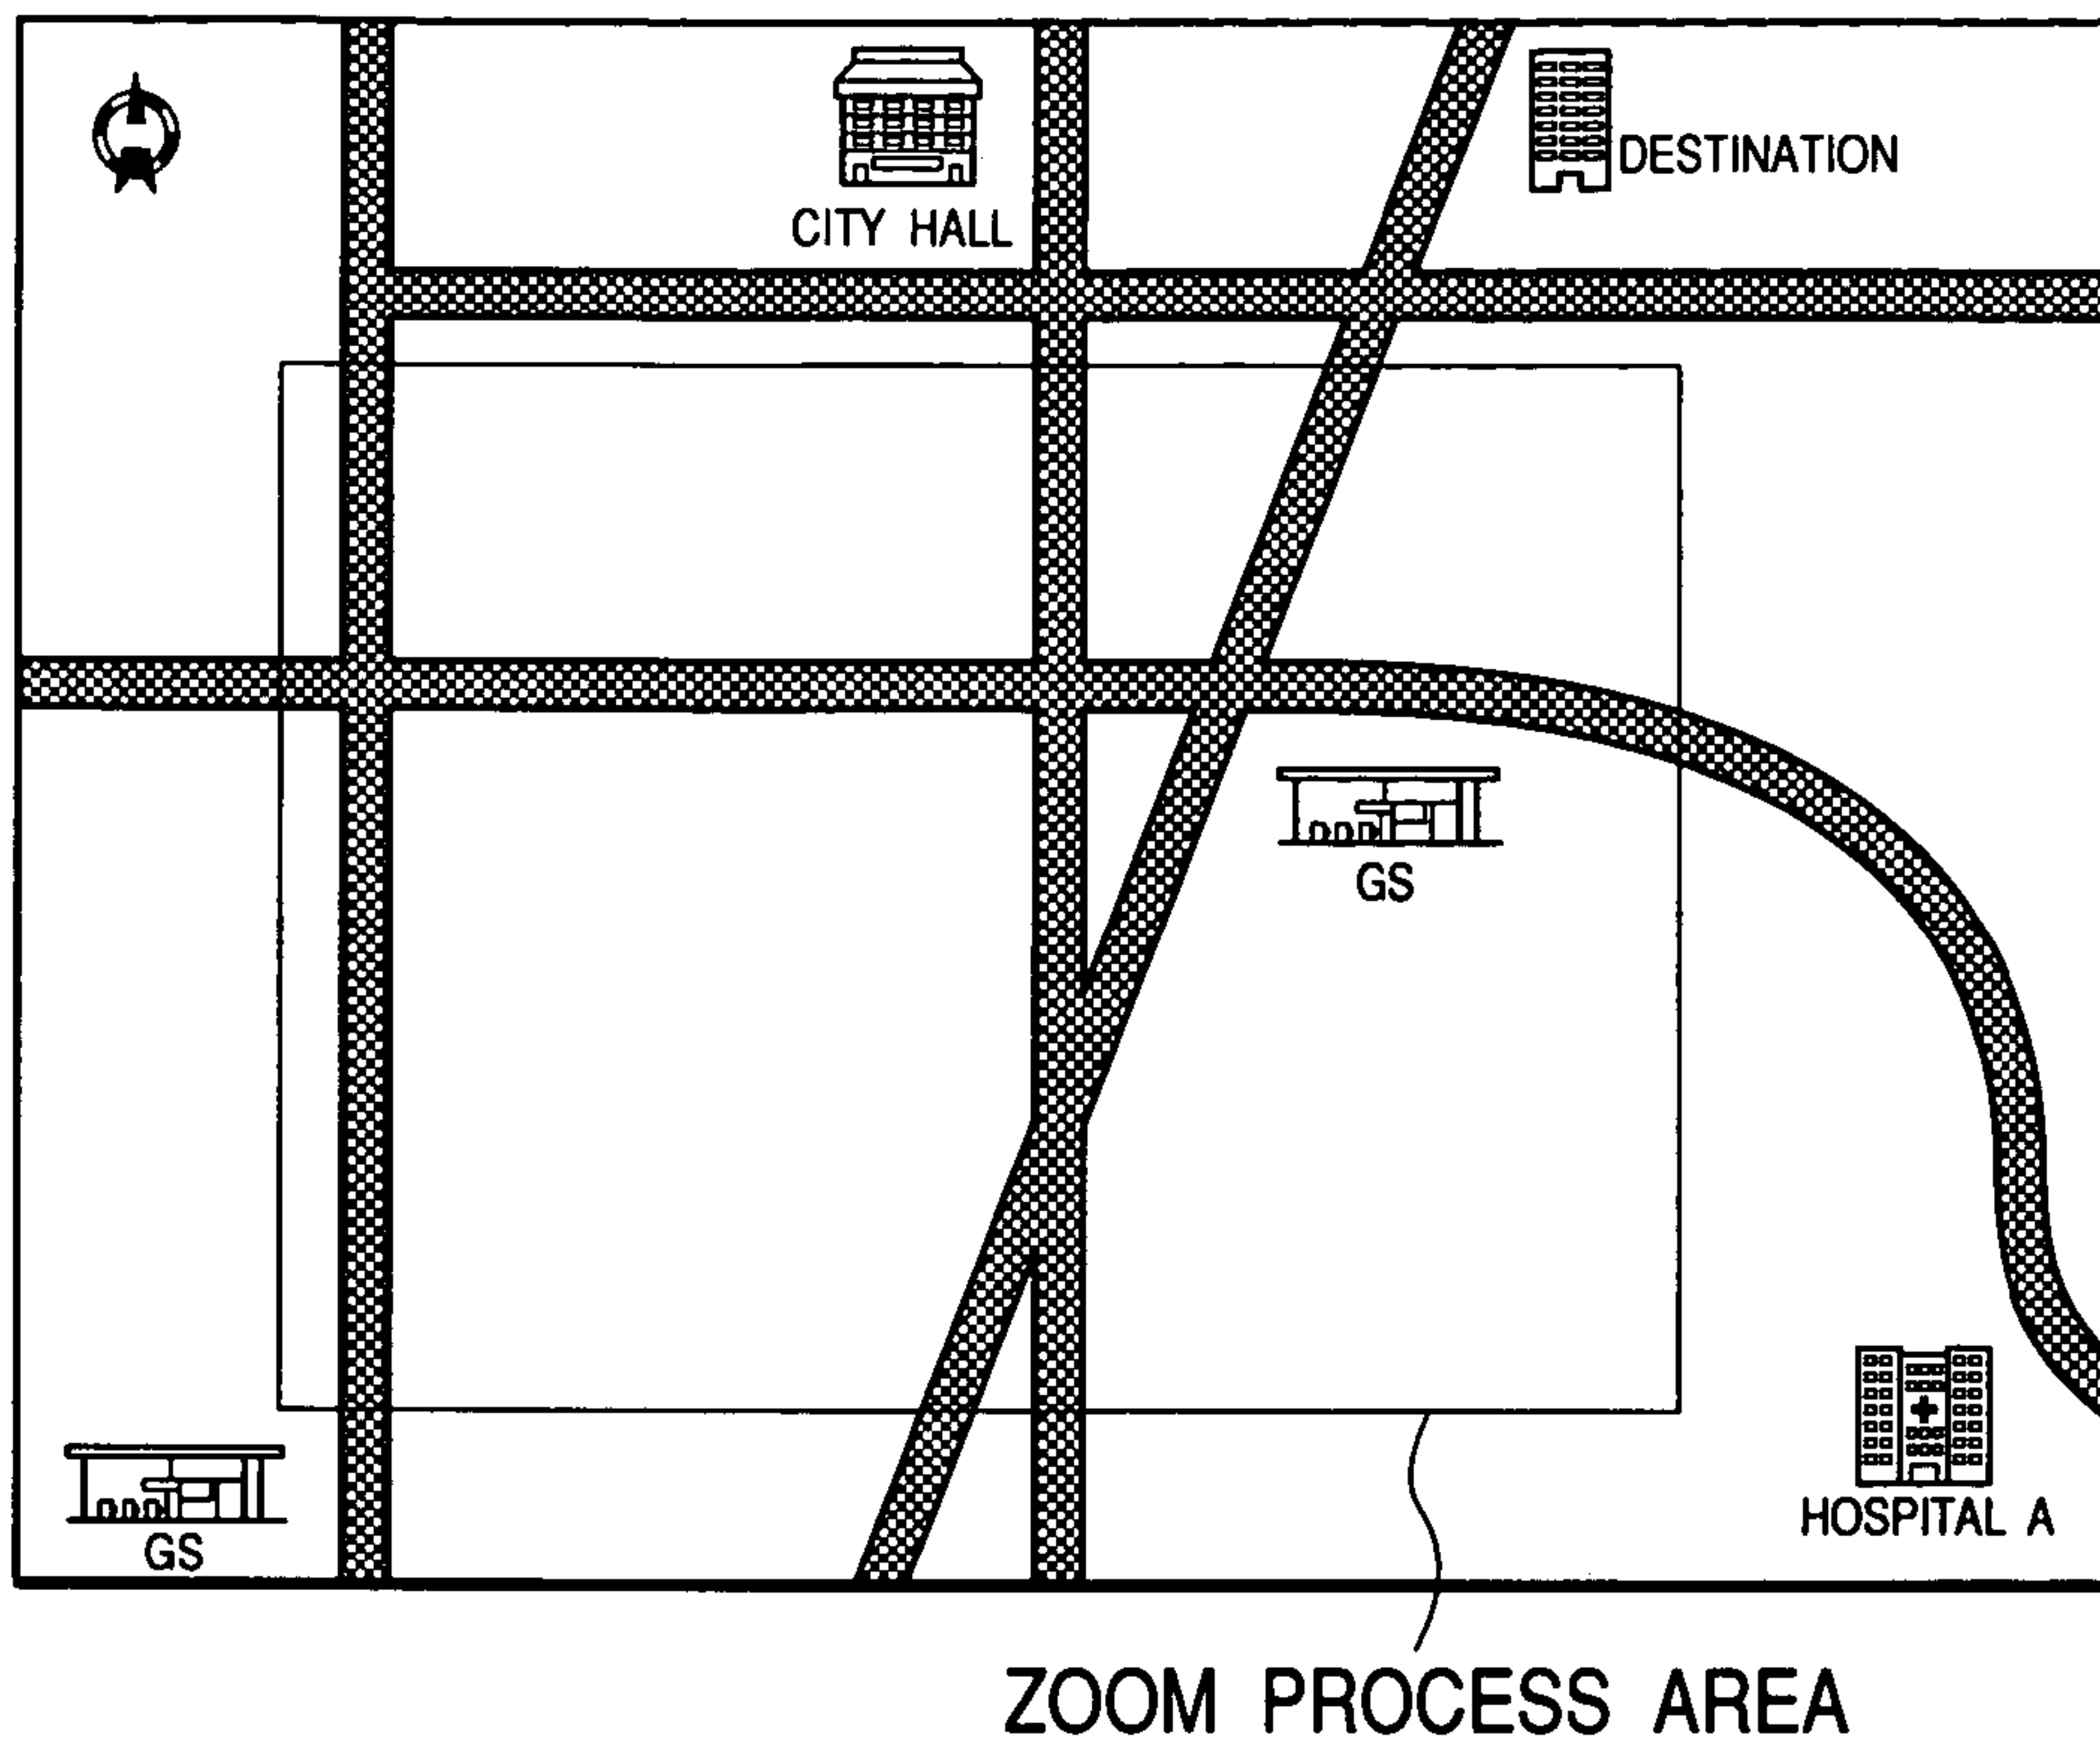 DESTINATION
CITY HALL
GS
HOSPITAL A
GS
ZOOM PROCESS AREA